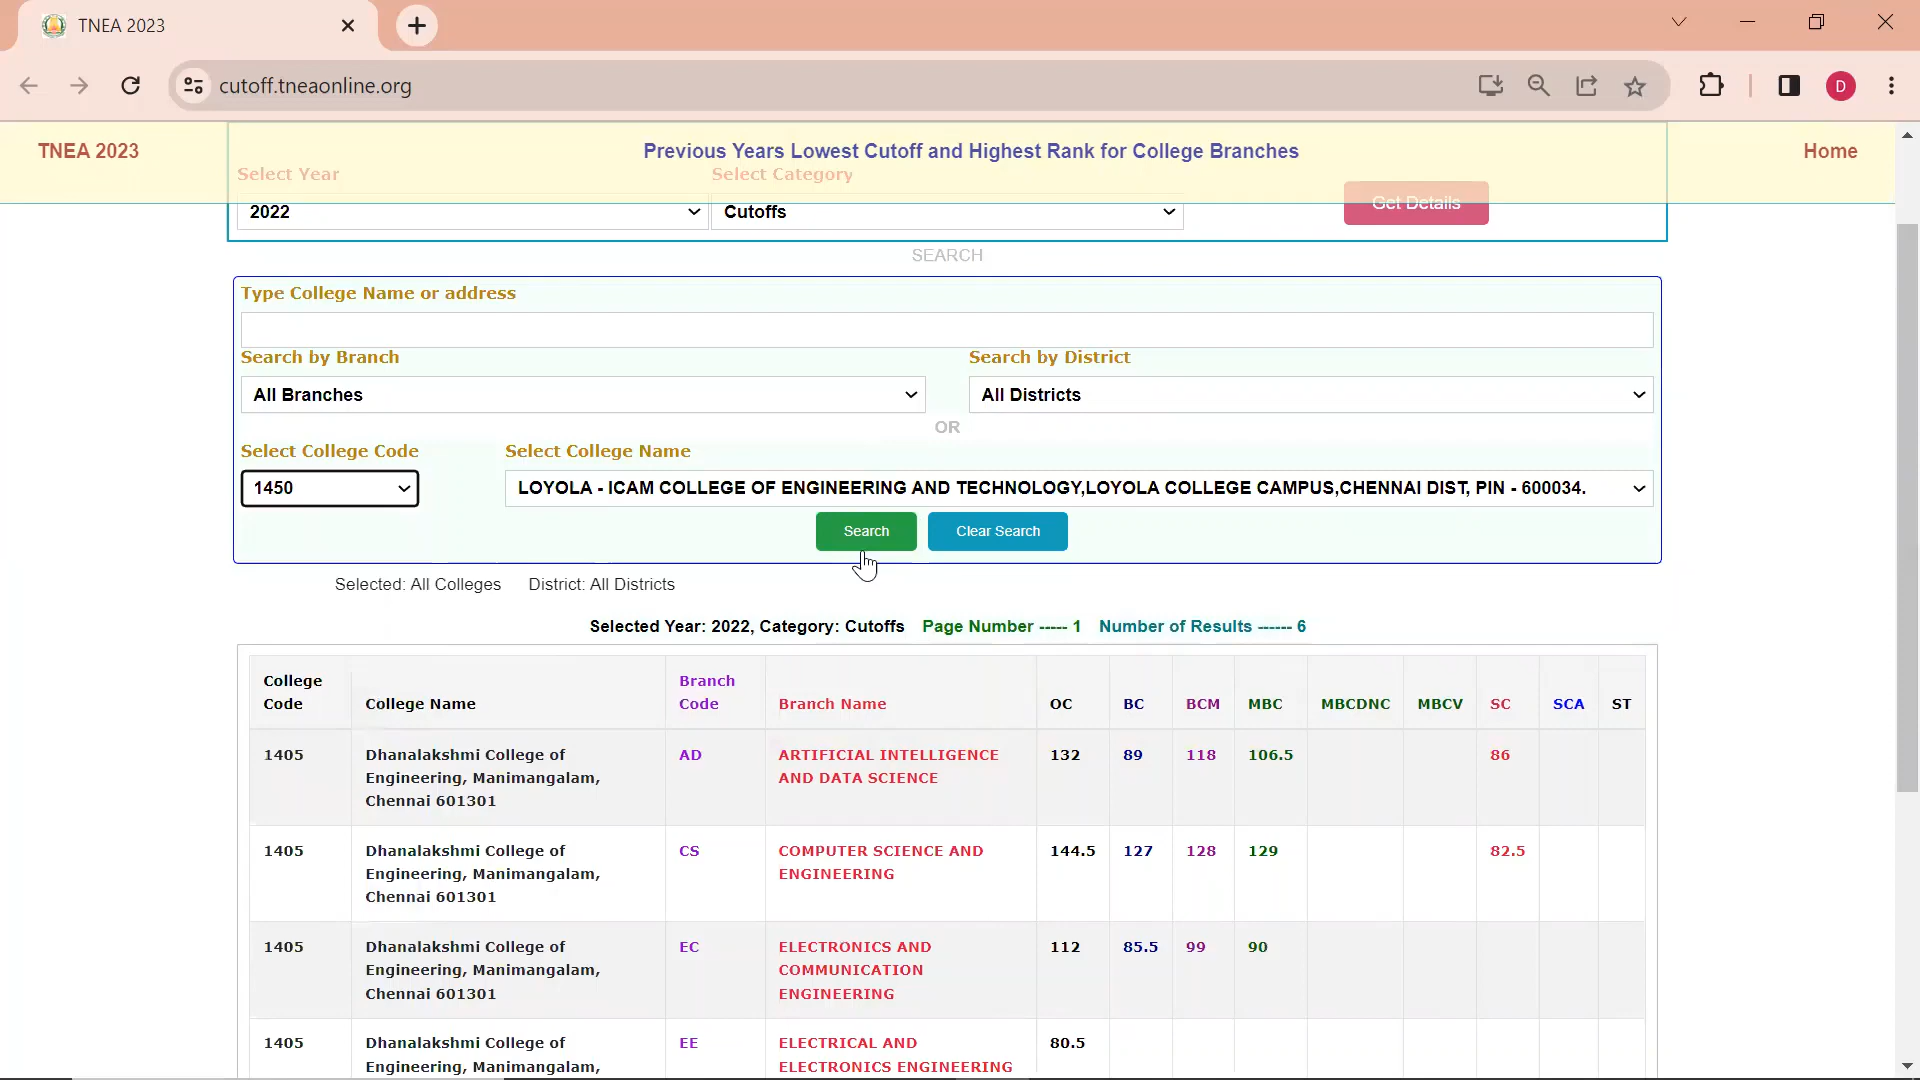 TNEA 2023
cutoff.tneaonline.org
D
TNEA 2023
Previous Years Lowest Cutoff and Highest Rank for College Branches
Home
Select Year
Select Category
2022
Cutoffs
Get Details
SEARCH
Type College Name or address
Search by Branch
Search by District
All Branches
All Districts
OR
Select College Code
Select College Name
1450
LOYOLA - ICAM COLLEGE OF ENGINEERING AND TECHNOLOGY,LOYOLA COLLEGE CAMPUS,CHENNAI DIST, PIN - 600034.
Search
Clear Search
Selected: All Colleges District: All Districts
Selected Year: 2022, Category: Cutoffs Page Number ----- 1 Number of Results ------ 6
College Code College Name Branch Code Branch Name OC BC BCM MBC MBCDNC MBCV SC SCA ST
1405 Dhanalakshmi College of AD ARTIFICIAL INTELLIGENCE 132 89 118 106.5 86
Engineering, Manimangalam, AND DATA SCIENCE
Chennai 601301
1405 Dhanalakshmi College of CS COMPUTER SCIENCE AND 144.5 127 128 129 82.5
Engineering, Manimangalam, ENGINEERING
Chennai 601301
1405 Dhanalakshmi College of EC ELECTRONICS AND 112 85.5 99 90
Engineering, Manimangalam, COMMUNICATION
Chennai 601301 ENGINEERING
1405 Dhanalakshmi College of EE ELECTRICAL AND 80.5
Engineering, Manimangalam, ELECTRONICS ENGINEERING